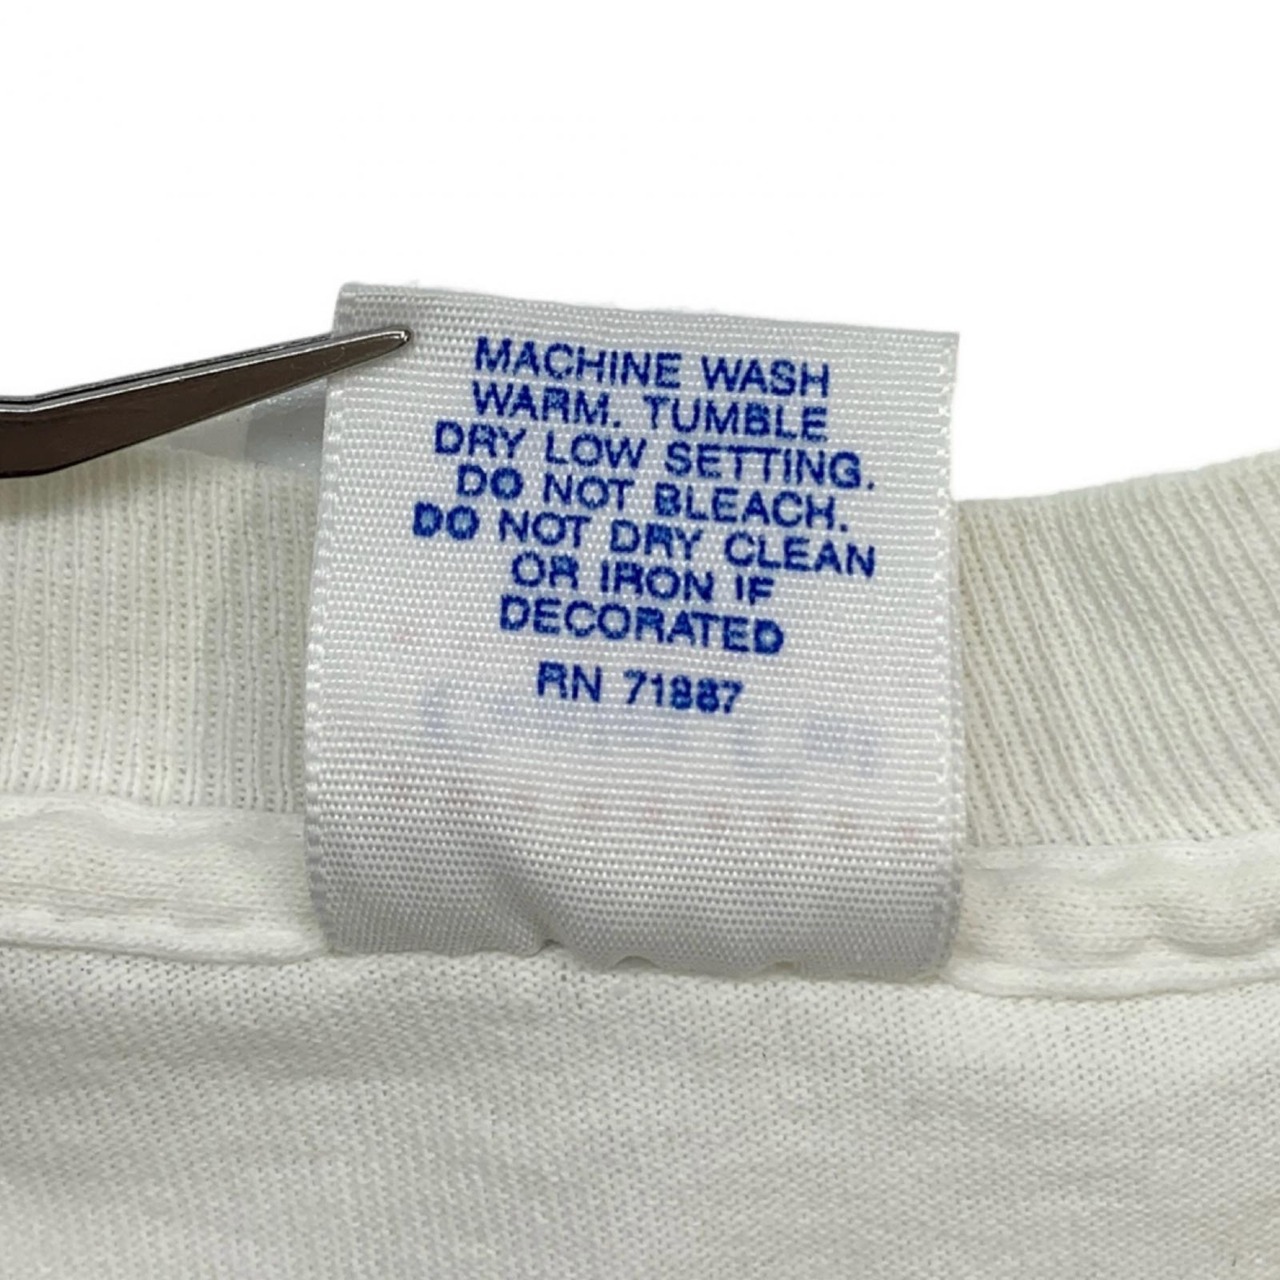 MACHINE WASH
WARM. TUMBLE
DRY LOW SETTING.
DO NOT BLEACH.
DO NOT DRY CLEAN
OR IRON IF
DECORATED
RN 71887